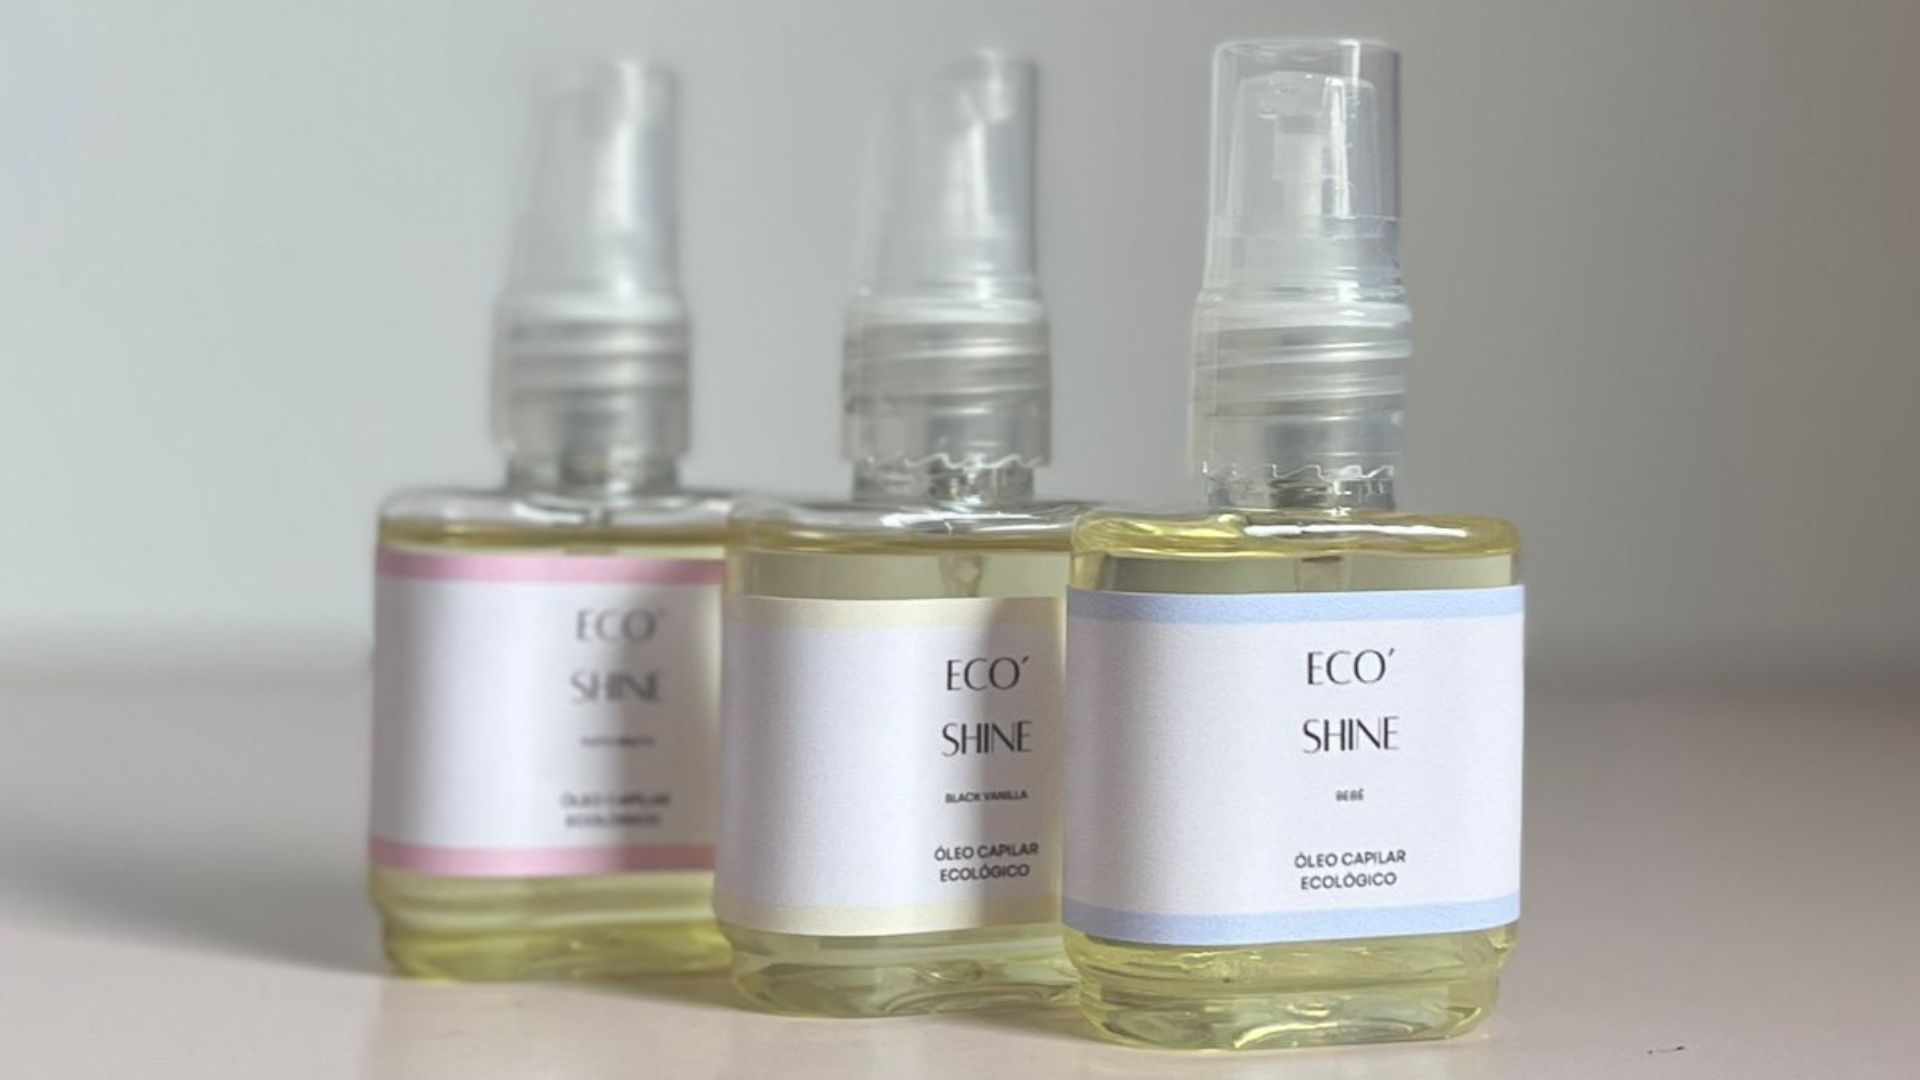 ECO'
SHINE
ÓLEO CAPILAR
ECOLÓGICO
ECO'
SHINE
BLACK VANILLA
ÓLEO CAPILAR
ECOLÓGICO
ECO'
SHINE
BEBÉ
ÓLEO CAPILAR
ECOLÓGICO